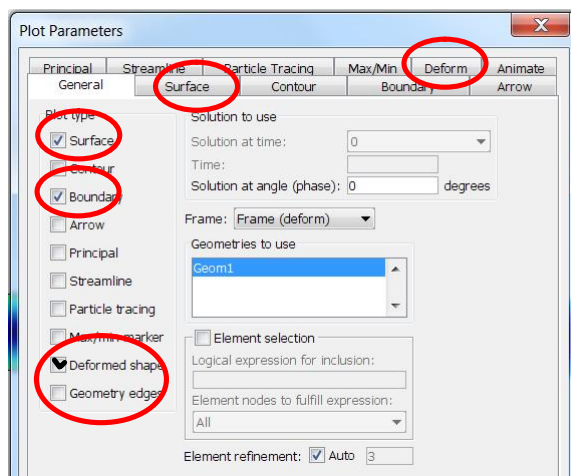 Plot Parameters
Principal Streamline Particle Tracing Max/Min Deform Animate
General Surface Contour Boundary Arrow
Plot type
Surface
Contour
Boundary
Arrow
Principal
Streamline
Particle tracing
Max/min marker
Deformed shape
Geometry edges
Solution to use
Solution at time: 0
Time:
Solution at angle (phase): 0 degrees
Frame: Frame (deform)
Geometries to use
Geom1
Element selection
Logical expression for inclusion:
Element nodes to fulfill expression:
All
Element refinement: Auto 3